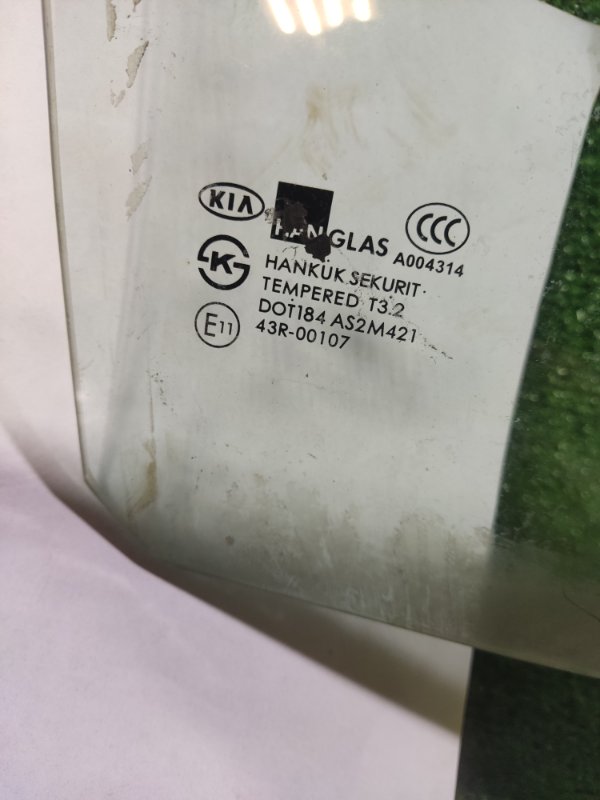 KIA
HANGLAS
CCC
A004314
K
HANKUK SEKURIT
TEMPERED T3.2
DOT184 AS2M421
E11
43R-00107